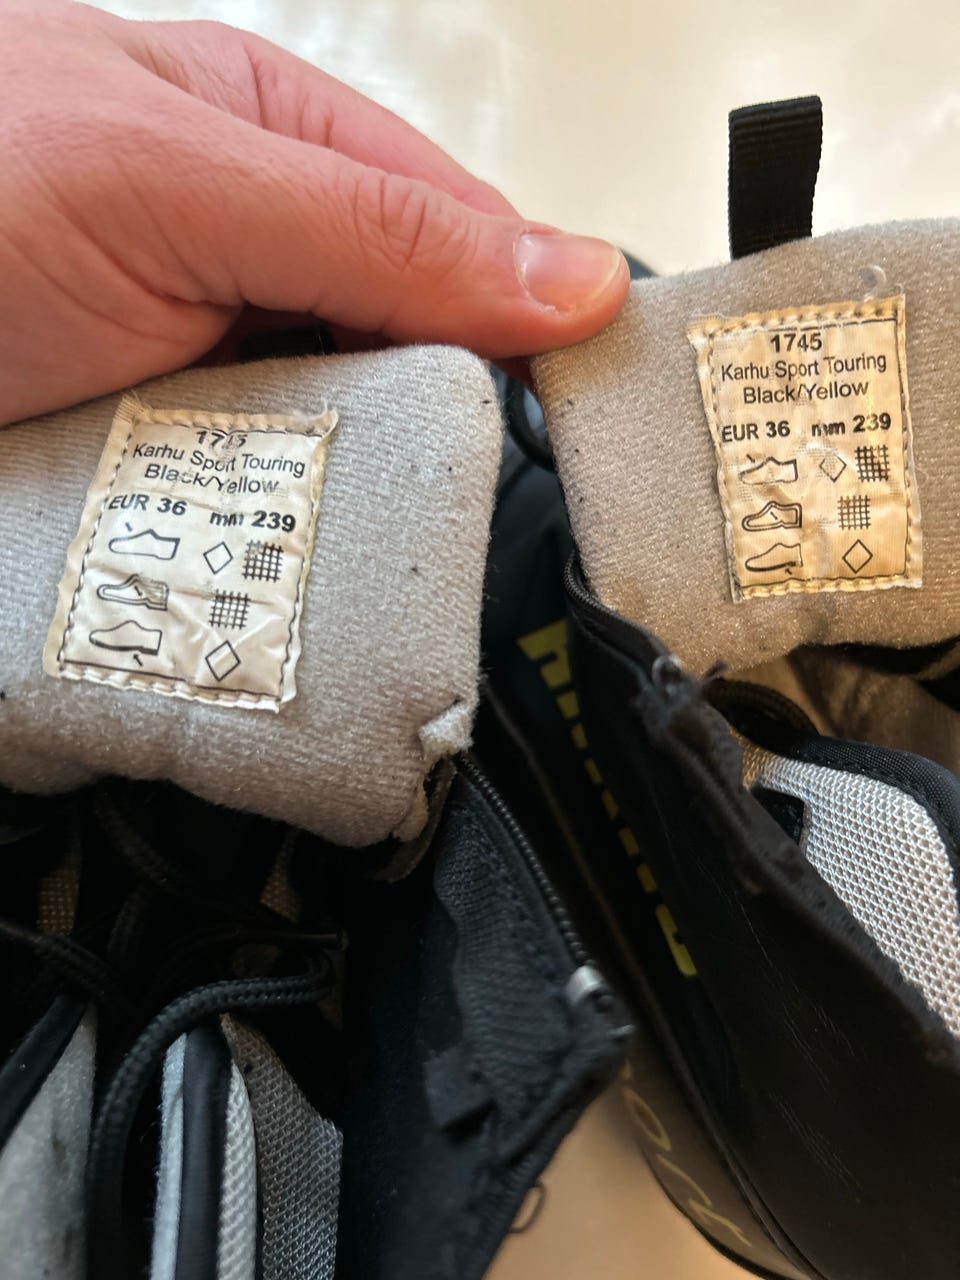 1745
Karhu Sport Touring
Black/Yellow
EUR 36 mm 239
1745
Karhu Sport Touring
Black/Yellow
EUR 36 mm 239